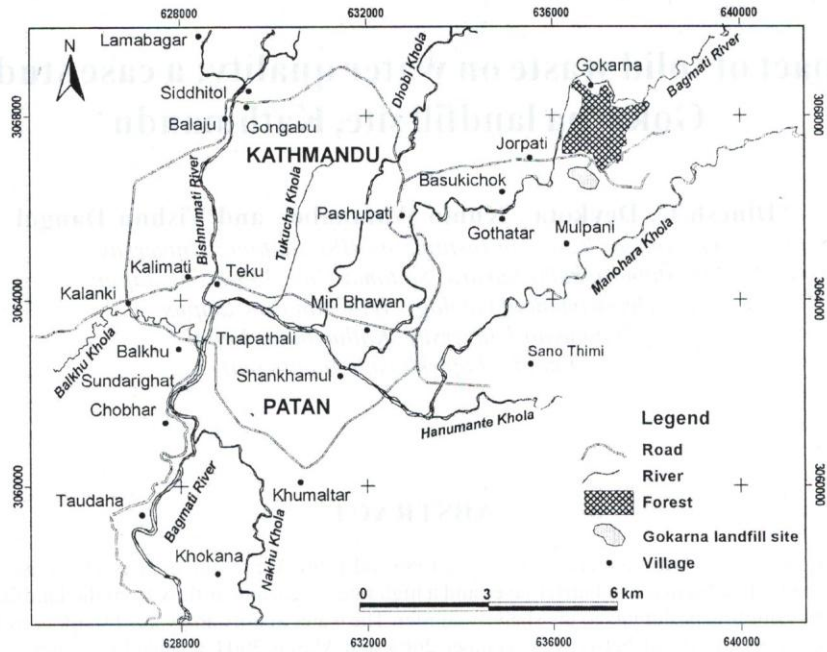 628000 632000 636000 640000
N
Lamabagar
Siddhitol
Balaju
Gongabu
KATHMANDU
Bishnumati River
Tukucha Khola
Dhobi Khola
Gokarna
Bagmati River
3068000
3068000
Jorpati
Basukichok
Pashupati
Gothatar
Mulpani
Manohara Khola
Kalimati
Teku
Kalanki
Min Bhawan
3064000
3064000
Balkhu Khola
Balkhu
Thapathali
Sano Thimi
Sundarighat
Shankhamul
Chobhar
PATAN
Hanumante Khola
Taudaha
Bagmati River
Khumaltar
Nakhu Khola
Khokana
3060000
3060000
Legend
Road
River
Forest
Gokarna landfill site
Village
0 3 6 km
628000 632000 636000 640000